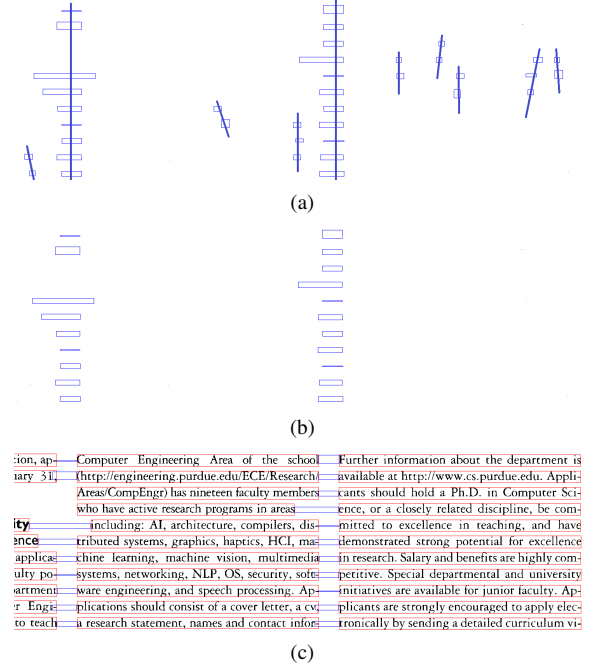 (a)
(b)
tion, ap-
uary 31,
ity
ence
applica-
ulty po-
partment
r Engi-
to teach
Computer Engineering Area of the school
(http://engineering.purdue.edu/ECE/Research/
Areas/CompEngr) has nineteen faculty members
who have active research programs in areas
including: AI, architecture, compilers, dis-
tributed systems, graphics, haptics, HCI, ma-
chine learning, machine vision, multimedia
systems, networking, NLP, OS, security, soft-
ware engineering, and speech processing. Ap-
plications should consist of a cover letter, a cv,
a research statement, names and contact infor-
Further information about the department is
available at http://www.cs.purdue.edu. Appli-
cants should hold a Ph.D. in Computer Sci-
ence, or a closely related discipline, be com-
mitted to excellence in teaching, and have
demonstrated strong potential for excellence
in research. Salary and benefits are highly com-
petitive. Special departmental and university
initiatives are available for junior faculty. Ap-
plicants are strongly encouraged to apply elec-
tronically by sending a detailed curriculum vi-
(c)